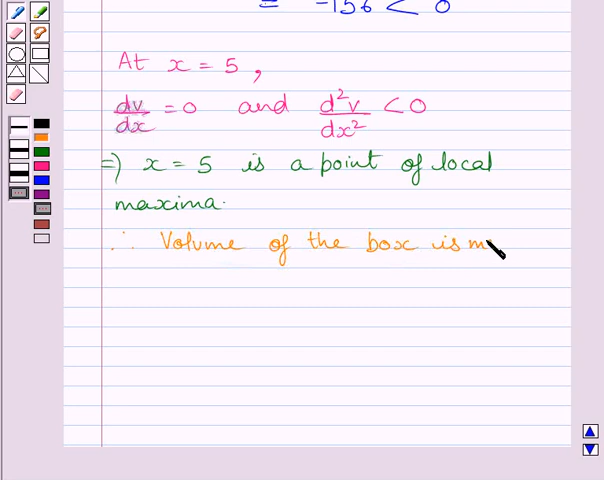 = -156 < 0
At x = 5 ,
dv/dx = 0 and d²v/dx² < 0
=) x = 5 is a point of local
maxima.
∴ Volume of the box is m